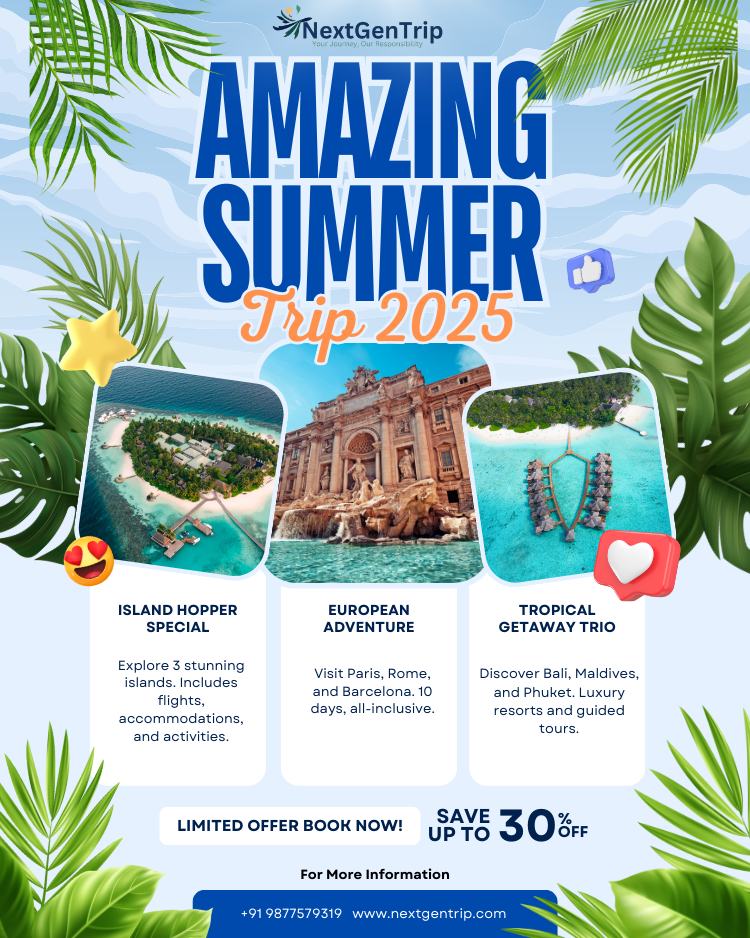 NextGenTrip
Your Journey, Our Responsibility
AMAZING
SUMMER
Trip 2025
ISLAND HOPPER
SPECIAL
Explore 3 stunning
islands. Includes
flights,
accommodations,
and activities.
EUROPEAN
ADVENTURE
Visit Paris, Rome,
and Barcelona. 10
days, all-inclusive.
TROPICAL
GETAWAY TRIO
Discover Bali, Maldives,
and Phuket. Luxury
resorts and guided
tours.
LIMITED OFFER BOOK NOW!
SAVE
UP TO 30% OFF
For More Information
+91 9877579319 www.nextgentrip.com